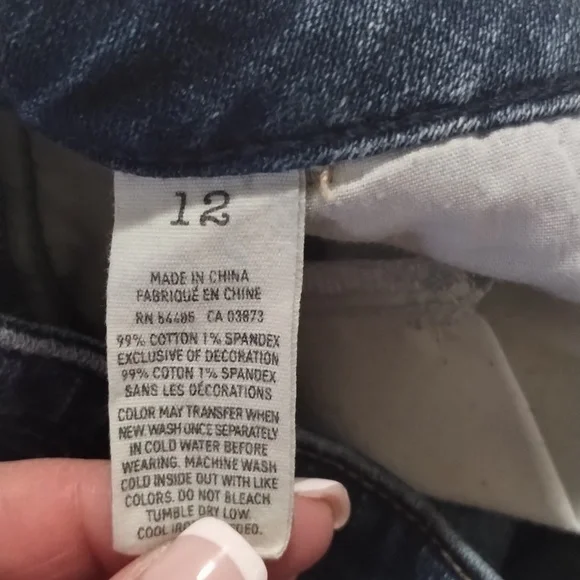 12
MADE IN CHINA
FABRIQUÉ EN CHINE
RN 54485 CA 03873
99% COTTON 1% SPANDEX
EXCLUSIVE OF DECORATION
99% COTON 1% SPANDEX
SANS LES DÉCORATIONS
COLOR MAY TRANSFER WHEN
NEW. WASH ONCE SEPARATELY
IN COLD WATER BEFORE
WEARING. MACHINE WASH
COLD INSIDE OUT WITH LIKE
COLORS. DO NOT BLEACH
TUMBLE DRY LOW.
COOL